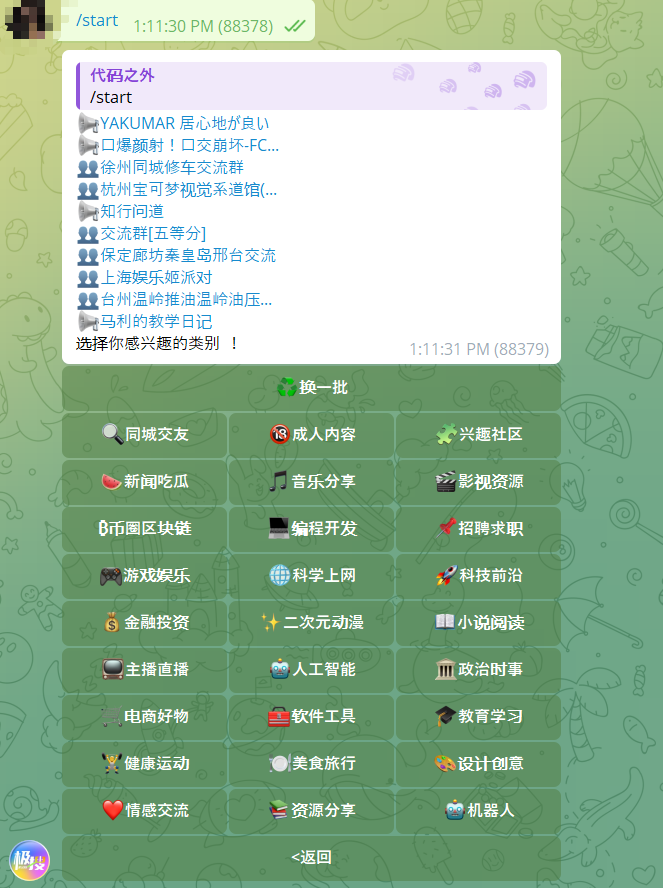 /start
1:11:30 PM (88378)
代码之外
/start
YAKUMAR 居心地が良い
口爆颜射！口交崩坏-FC...
徐州同城修车交流群
杭州宝可梦视觉系道馆(...
知行问道
交流群[五等分]
保定廊坊秦皇岛邢台交流
上海娱乐姬派对
台州温岭推油温岭油压...
马利的教学日记
选择你感兴趣的类别 ！
1:11:31 PM (88379)
换一批
同城交友 成人内容 兴趣社区
新闻吃瓜 音乐分享 影视资源
₿币圈区块链 编程开发 招聘求职
游戏娱乐 科学上网 科技前沿
金融投资 二次元动漫 小说阅读
主播直播 人工智能 政治时事
电商好物 软件工具 教育学习
健康运动 美食旅行 设计创意
情感交流 资源分享 机器人
<返回
极搜